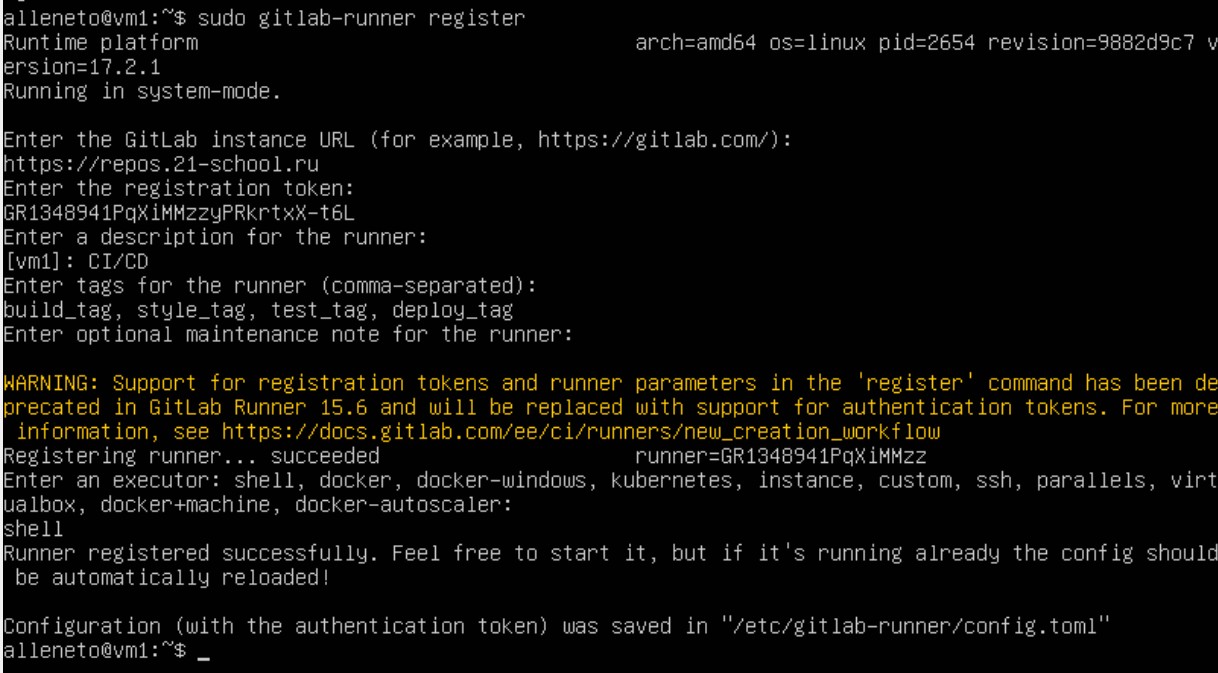 alleneto@vm1:~$ sudo gitlab-runner register
Runtime platform                                    arch=amd64 os=linux pid=2654 revision=9882d9c7 v
ersion=17.2.1
Running in system-mode.
Enter the GitLab instance URL (for example, https://gitlab.com/):
https://repos.21-school.ru
Enter the registration token:
GR1348941PqXiMMzzyPRkrtxX-t6L
Enter a description for the runner:
[vm1]: CI/CD
Enter tags for the runner (comma-separated):
build_tag, style_tag, test_tag, deploy_tag
Enter optional maintenance note for the runner:
WARNING: Support for registration tokens and runner parameters in the 'register' command has been de
precated in GitLab Runner 15.6 and will be replaced with support for authentication tokens. For more
 information, see https://docs.gitlab.com/ee/ci/runners/new_creation_workflow
Registering runner... succeeded                     runner=GR1348941PqXiMMzz
Enter an executor: shell, docker, docker-windows, kubernetes, instance, custom, ssh, parallels, virt
ualbox, docker+machine, docker-autoscaler:
shell
Runner registered successfully. Feel free to start it, but if it's running already the config should
 be automatically reloaded!
Configuration (with the authentication token) was saved in "/etc/gitlab-runner/config.toml"
alleneto@vm1:~$ _